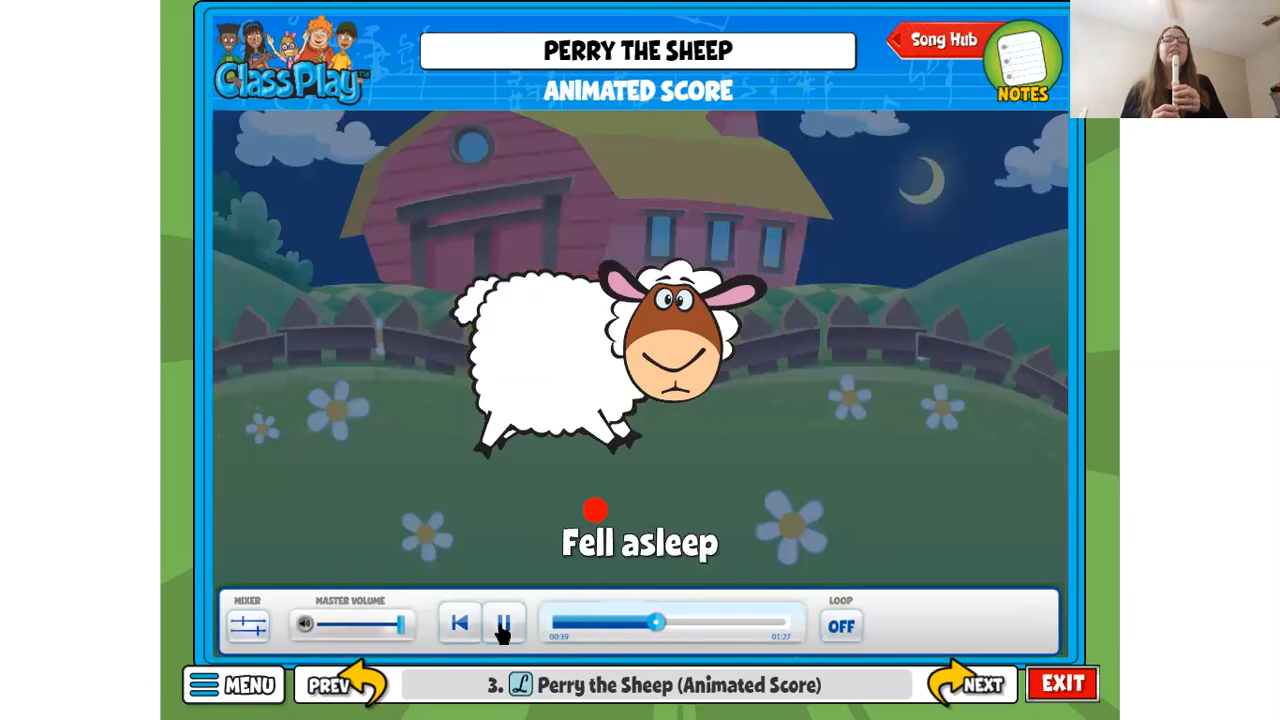 ClassPlay™
PERRY THE SHEEP
ANIMATED SCORE
Song Hub
NOTES
Fell asleep
MIXER
MASTER VOLUME
00:39
01:27
LOOP
OFF
MENU
PREV
3. L Perry the Sheep (Animated Score)
NEXT
EXIT